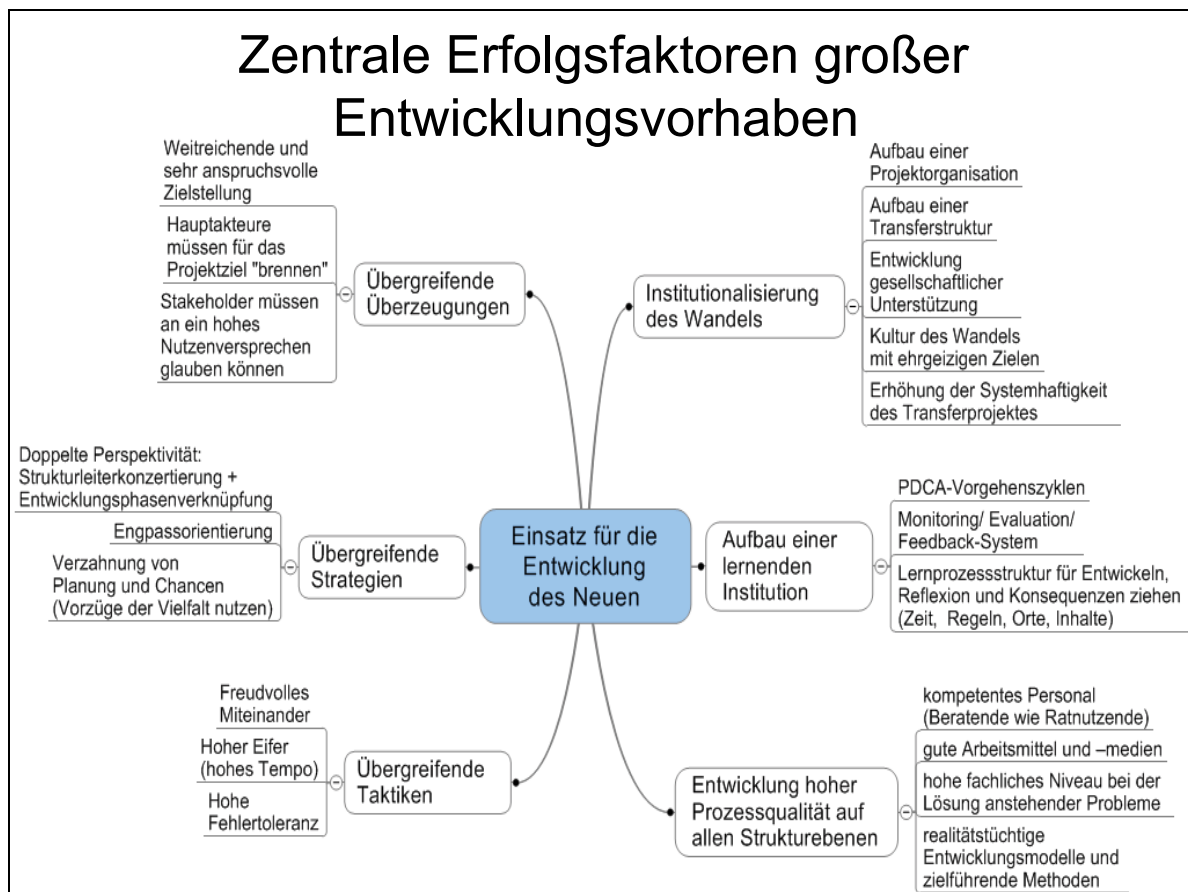 Zentrale Erfolgsfaktoren großer
Entwicklungsvorhaben
Weitreichende und
sehr anspruchsvolle
Zielstellung
Hauptakteure
müssen für das
Projektziel "brennen"
Stakeholder müssen
an ein hohes
Nutzenversprechen
glauben können
Übergreifende
Überzeugungen
Doppelte Perspektivität:
Strukturleiterkonzertierung +
Entwicklungsphasenverknüpfung
Engpassorientierung
Verzahnung von
Planung und Chancen
(Vorzüge der Vielfalt nutzen)
Übergreifende
Strategien
Freudvolles
Miteinander
Hoher Eifer
(hohes Tempo)
Hohe
Fehlertoleranz
Übergreifende
Taktiken
Einsatz für die
Entwicklung
des Neuen
Institutionalisierung
des Wandels
Aufbau einer
Projektorganisation
Aufbau einer
Transferstruktur
Entwicklung
gesellschaftlicher
Unterstützung
Kultur des Wandels
mit ehrgeizigen Zielen
Erhöhung der Systemhaftigkeit
des Transferprojektes
Aufbau einer
lernenden
Institution
PDCA-Vorgehenszyklen
Monitoring/ Evaluation/
Feedback-System
Lernprozessstruktur für Entwickeln,
Reflexion und Konsequenzen ziehen
(Zeit, Regeln, Orte, Inhalte)
Entwicklung hoher
Prozessqualität auf
allen Strukturebenen
kompetentes Personal
(Beratende wie Ratnutzende)
gute Arbeitsmittel und –medien
hohe fachliches Niveau bei der
Lösung anstehender Probleme
realitätstüchtige
Entwicklungsmodelle und
zielführende Methoden